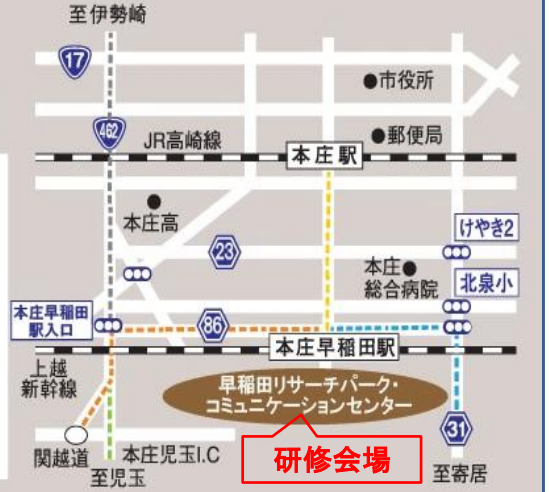 至伊勢崎
17
●市役所
462
JR高崎線
●郵便局
本庄駅
本庄高
けやき2
23
本庄●
総合病院
北泉小
本庄早稲田
駅入口
86
本庄早稲田駅
上越
新幹線
早稲田リサーチパーク・
コミュニケーションセンター
31
関越道
本庄児玉I.C
研修会場
至児玉
至寄居